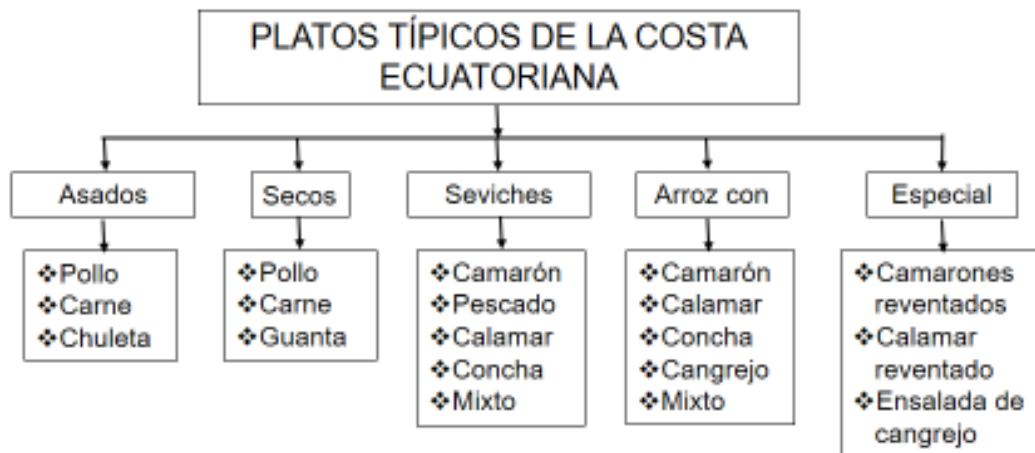 PLATOS TÍPICOS DE LA COSTA
ECUATORIANA
Asados
Secos
Seviches
Arroz con
Especial
❖Pollo
❖Carne
❖Chuleta
❖Pollo
❖Carne
❖Guanta
❖Camarón
❖Pescado
❖Calamar
❖Concha
❖Mixto
❖Camarón
❖Calamar
❖Concha
❖Cangrejo
❖Mixto
❖Camarones
reventados
❖Calamar
reventado
❖Ensalada de
cangrejo